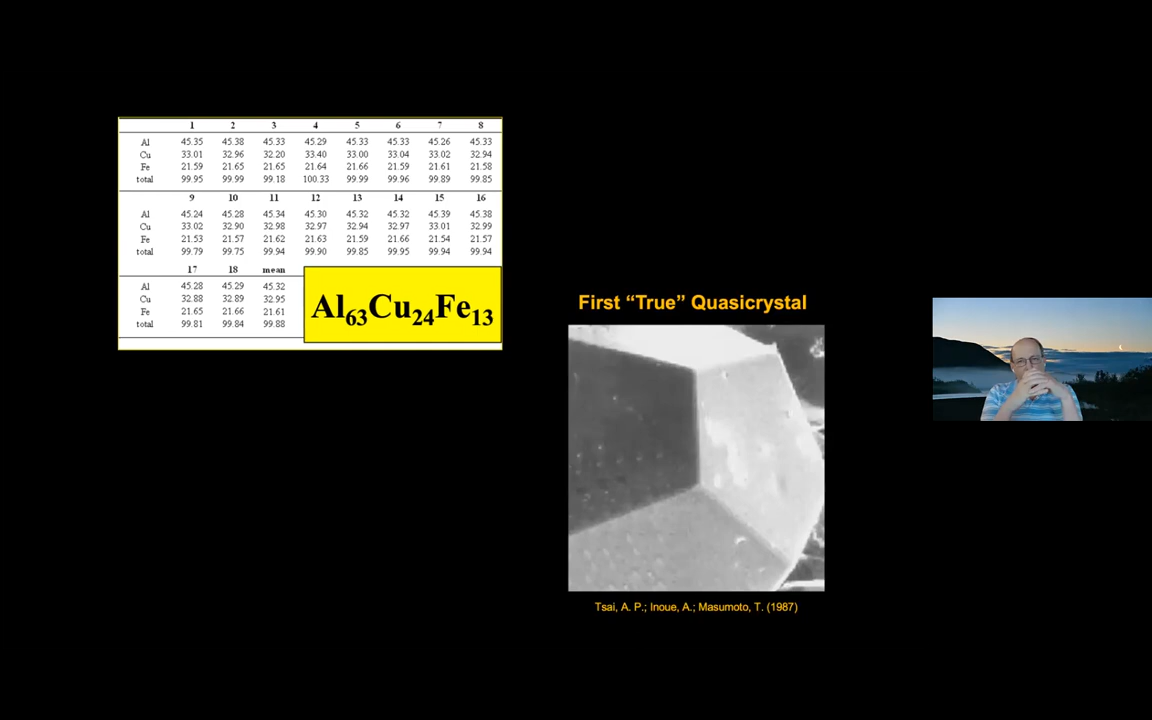 1 2 3 4 5 6 7 8
Al 45.35 45.38 45.33 45.29 45.33 45.33 45.26 45.33
Cu 33.01 32.96 32.20 33.40 33.00 33.04 33.02 32.94
Fe 21.59 21.65 21.65 21.64 21.66 21.59 21.61 21.58
total 99.95 99.99 99.18 100.33 99.99 99.96 99.89 99.85
9 10 11 12 13 14 15 16
Al 45.24 45.28 45.34 45.30 45.32 45.32 45.39 45.38
Cu 33.02 32.90 32.98 32.97 32.94 32.97 33.01 32.99
Fe 21.53 21.57 21.62 21.63 21.59 21.66 21.54 21.57
total 99.79 99.75 99.94 99.90 99.85 99.95 99.94 99.94
17 18 mean
Al 45.28 45.29 45.32
Cu 32.88 32.89 32.95
Fe 21.65 21.66 21.61
total 99.81 99.84 99.88
Al₆₃Cu₂₄Fe₁₃
First “True” Quasicrystal
Tsai, A. P.; Inoue, A.; Masumoto, T. (1987)